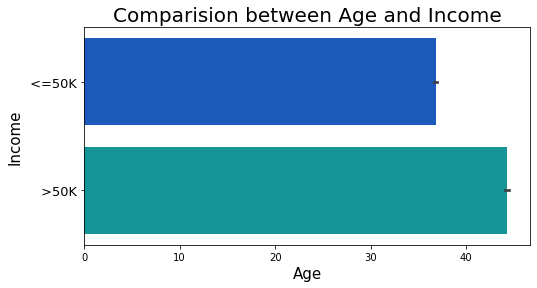 Comparision between Age and Income
Income
<=50K
>50K
0 10 20 30 40
Age